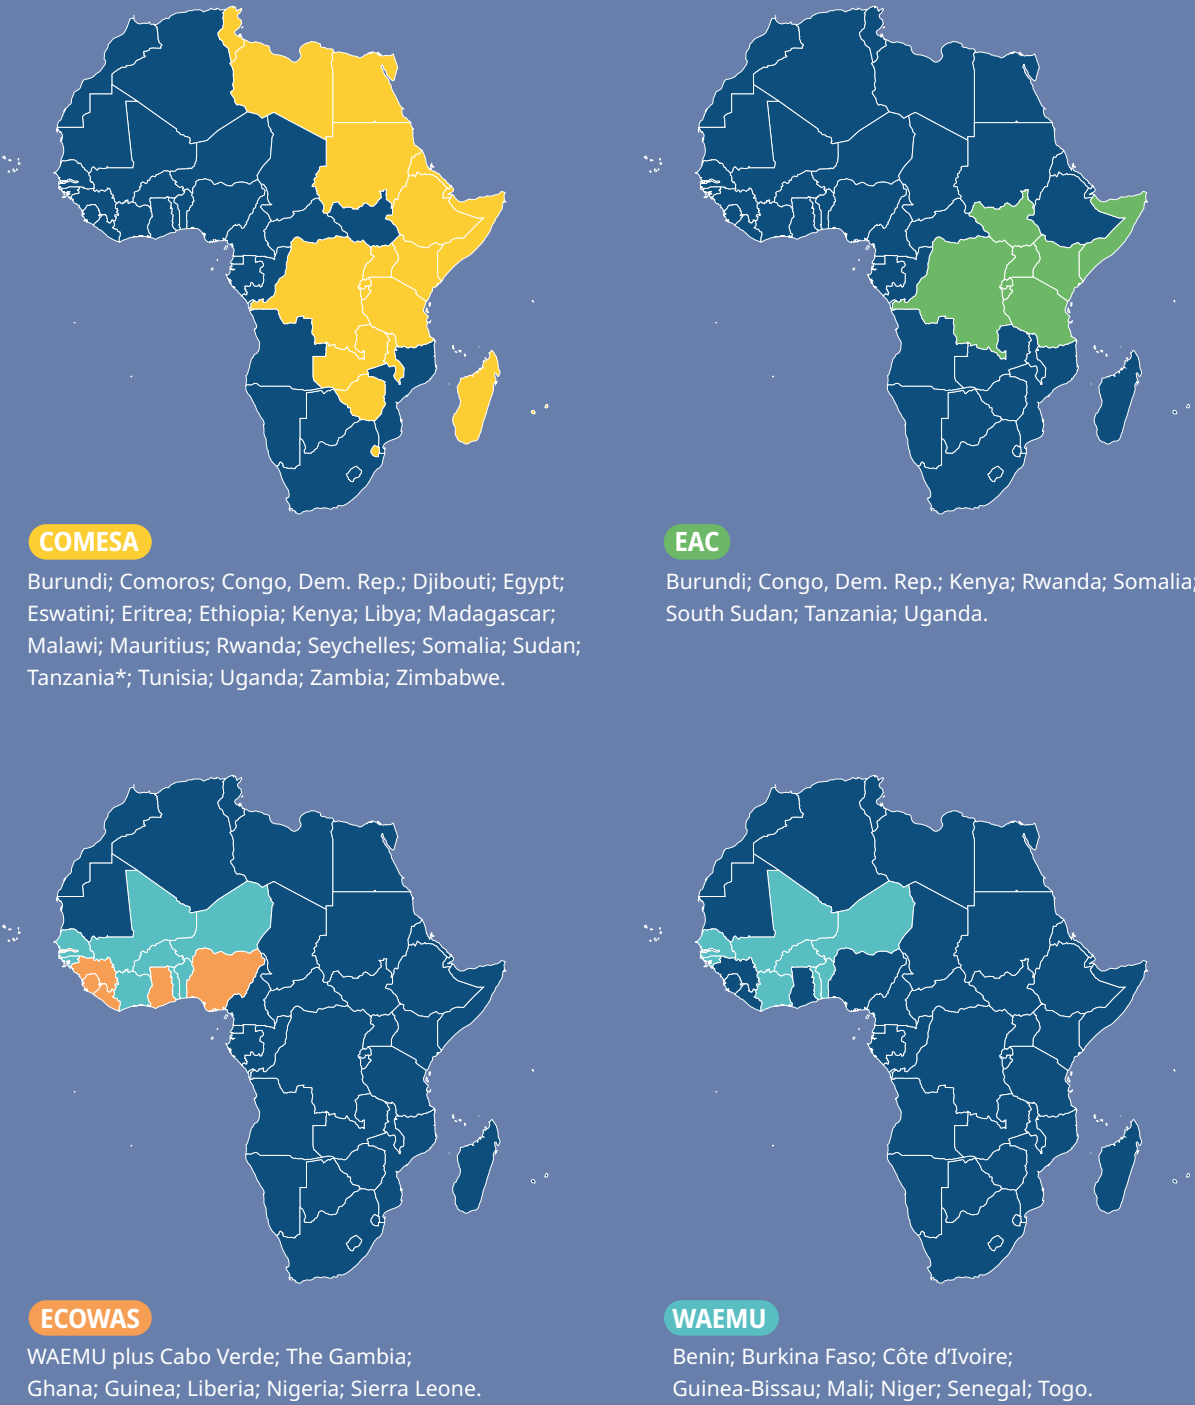 COMESA
Burundi; Comoros; Congo, Dem. Rep.; Djibouti; Egypt;
Eswatini; Eritrea; Ethiopia; Kenya; Libya; Madagascar;
Malawi; Mauritius; Rwanda; Seychelles; Somalia; Sudan;
Tanzania*; Tunisia; Uganda; Zambia; Zimbabwe.
EAC
Burundi; Congo, Dem. Rep.; Kenya; Rwanda; Somalia;
South Sudan; Tanzania; Uganda.
ECOWAS
WAEMU plus Cabo Verde; The Gambia;
Ghana; Guinea; Liberia; Nigeria; Sierra Leone.
WAEMU
Benin; Burkina Faso; Côte d’Ivoire;
Guinea-Bissau; Mali; Niger; Senegal; Togo.